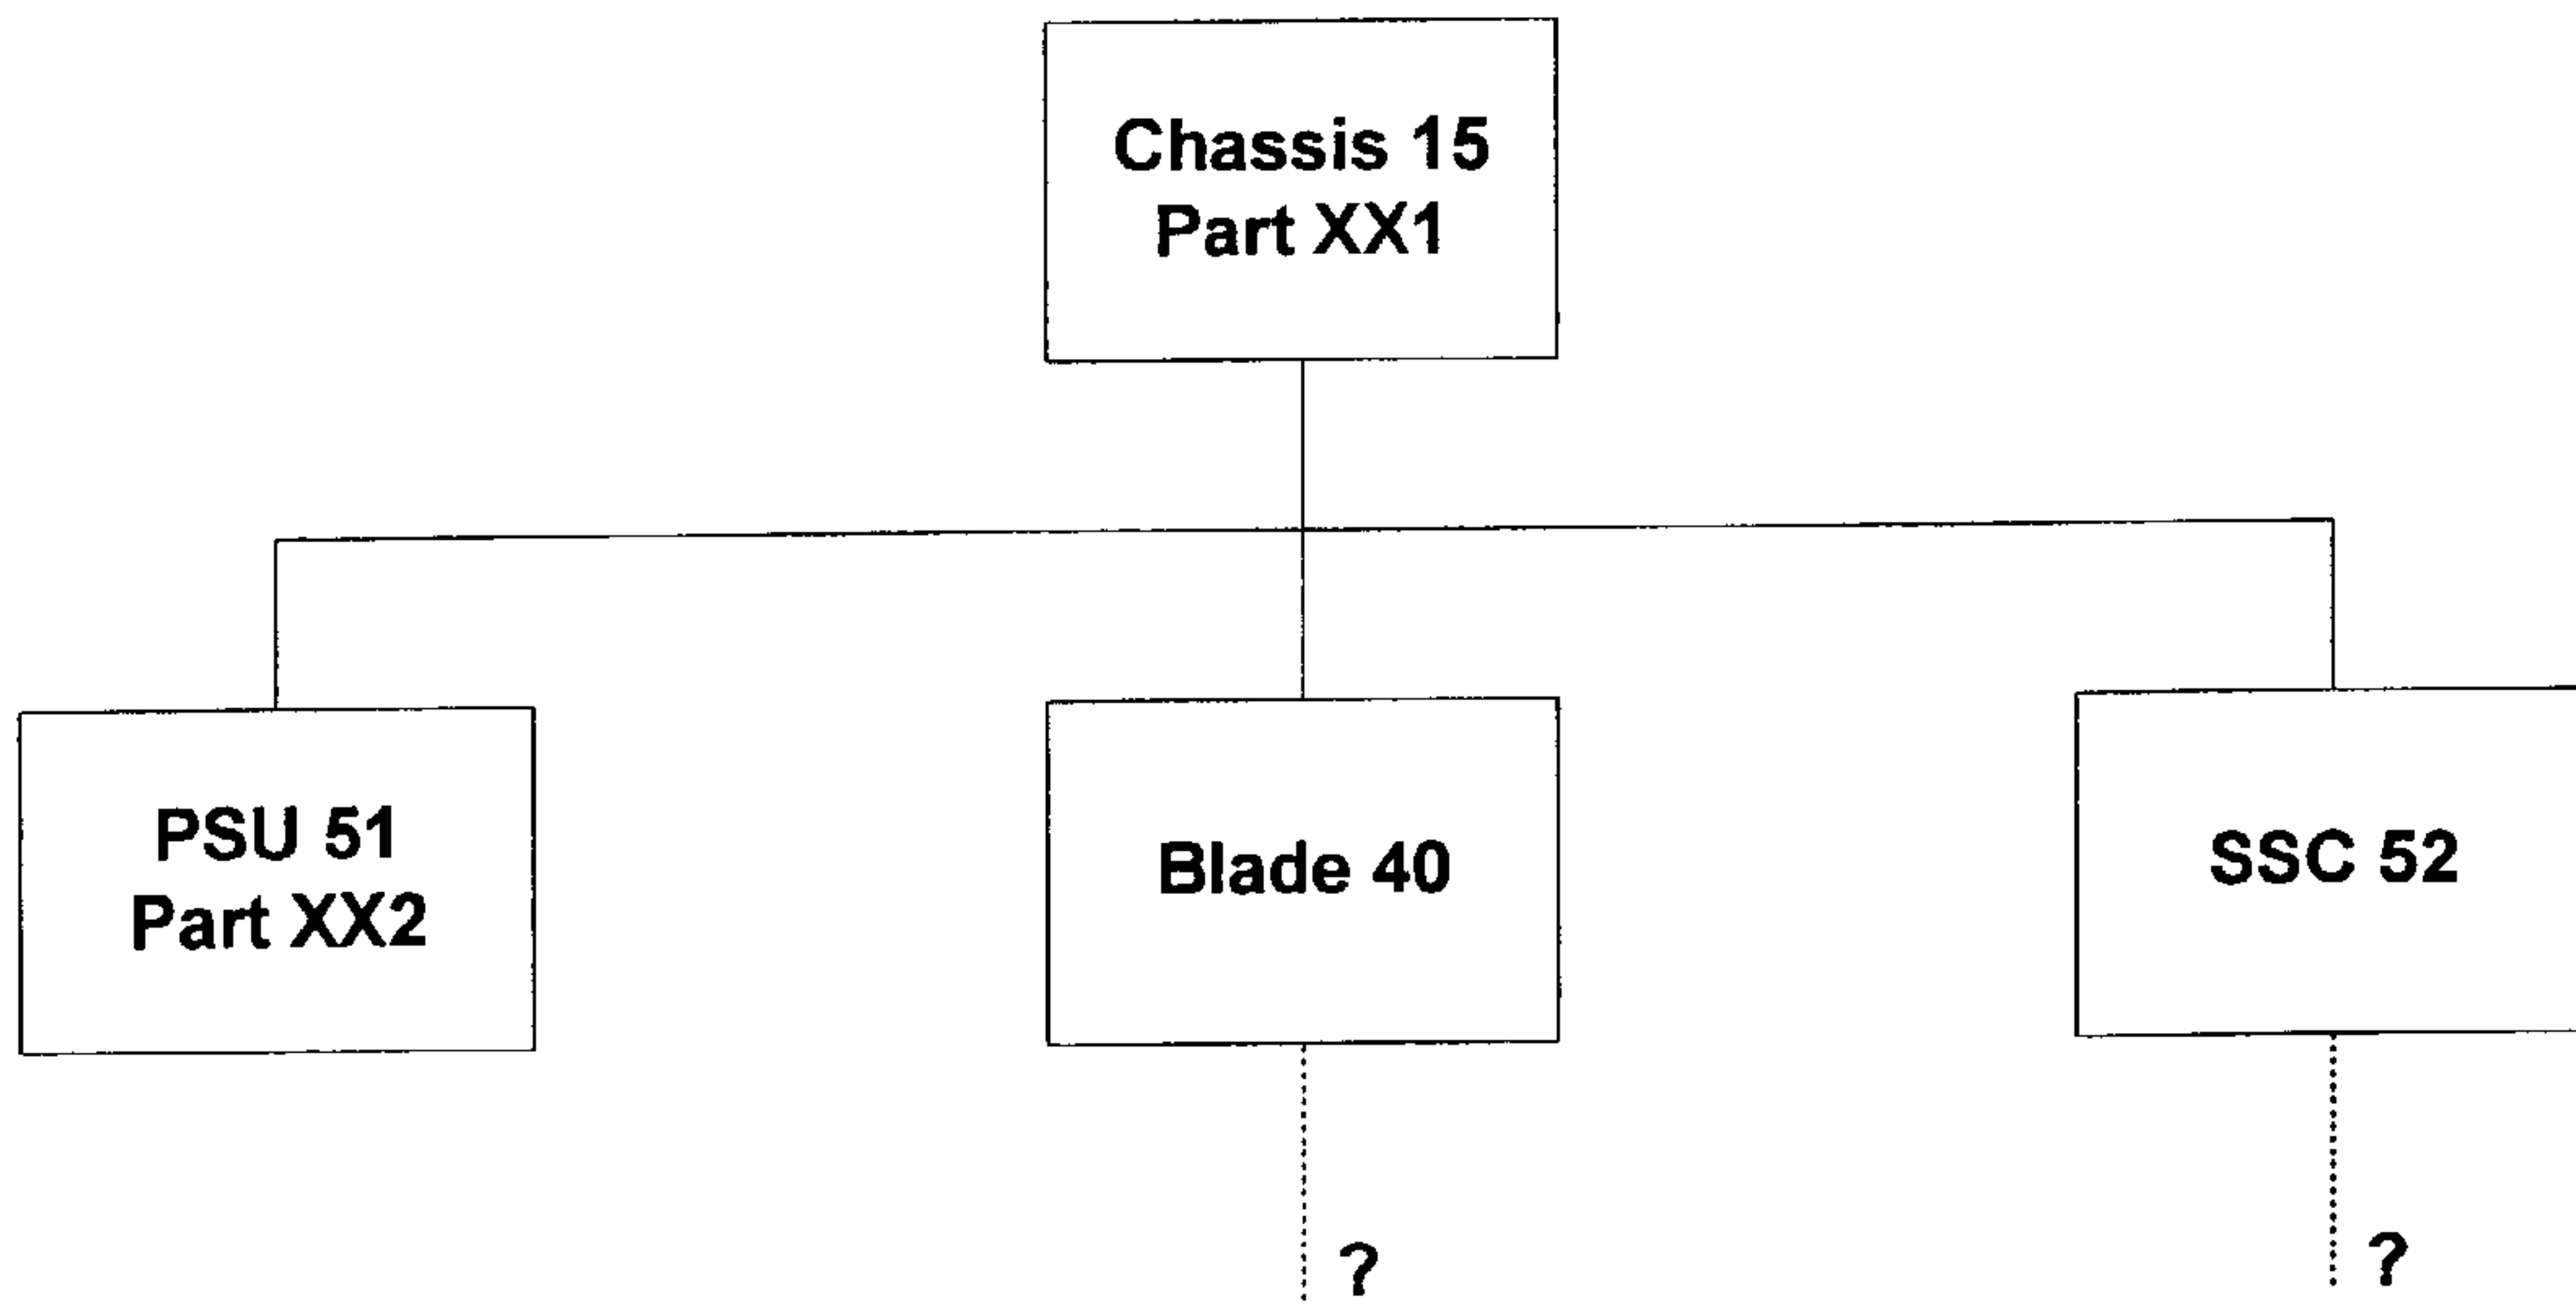 Chassis 15
Part XX1
PSU 51
Part XX2
Blade 40
SSC 52
?
?